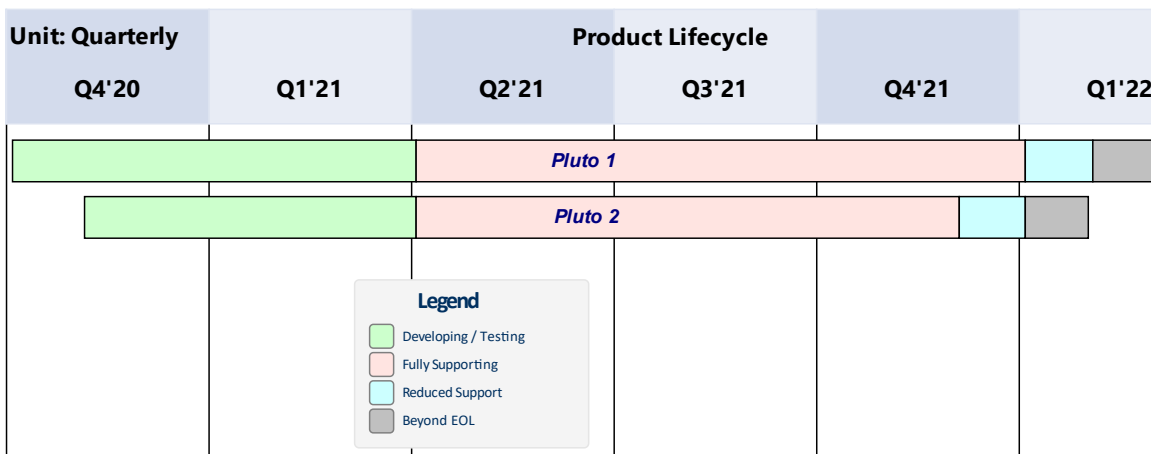 Unit: Quarterly Product Lifecycle
Q4'20 Q1'21 Q2'21 Q3'21 Q4'21 Q1'22
Pluto 1
Pluto 2
Legend
Developing / Testing
Fully Supporting
Reduced Support
Beyond EOL